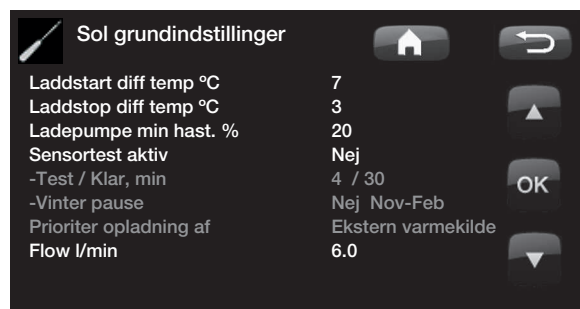 Sol grundindstillinger
Laddstart diff temp ºC 7
Laddstop diff temp ºC 3
Ladepumpe min hast. % 20
Sensortest aktiv Nej
-Test / Klar, min 4 / 30
-Vinter pause Nej Nov-Feb
Prioriter opladning af Ekstern varmekilde
Flow l/min 6.0
OK